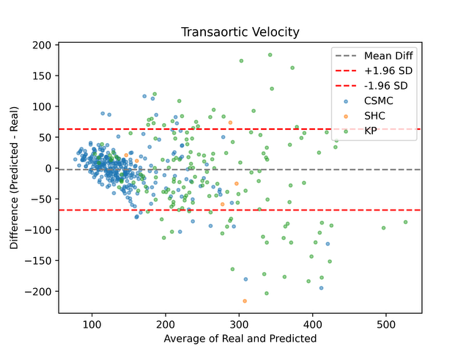 Transaortic Velocity
200
150
100
50
0
−50
−100
−150
−200
Difference (Predicted - Real)
Mean Diff
+1.96 SD
-1.96 SD
CSMC
SHC
KP
100 200 300 400 500
Average of Real and Predicted